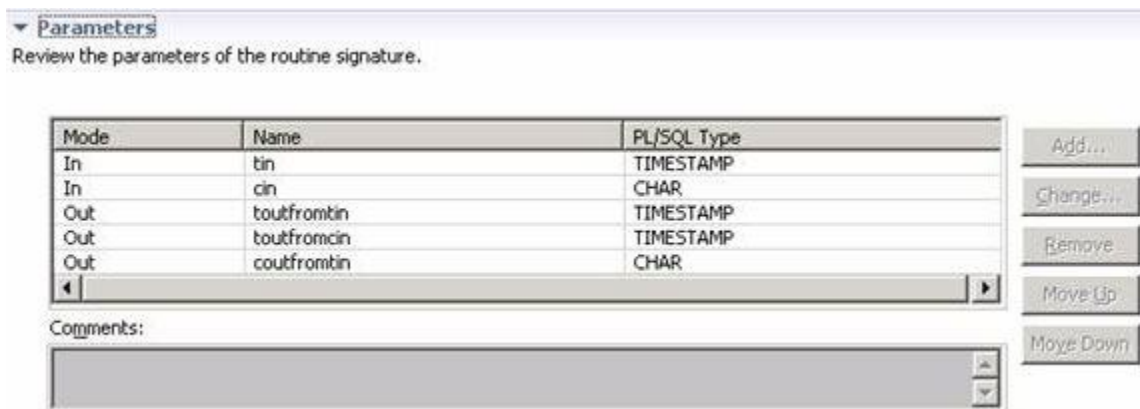 Parameters
Review the parameters of the routine signature.
Mode Name PL/SQL Type
In tin TIMESTAMP
In cin CHAR
Out toutfromtin TIMESTAMP
Out toutfromcin TIMESTAMP
Out coutfromtin CHAR
Add...
Change...
Remove
Move Up
Move Down
Comments: